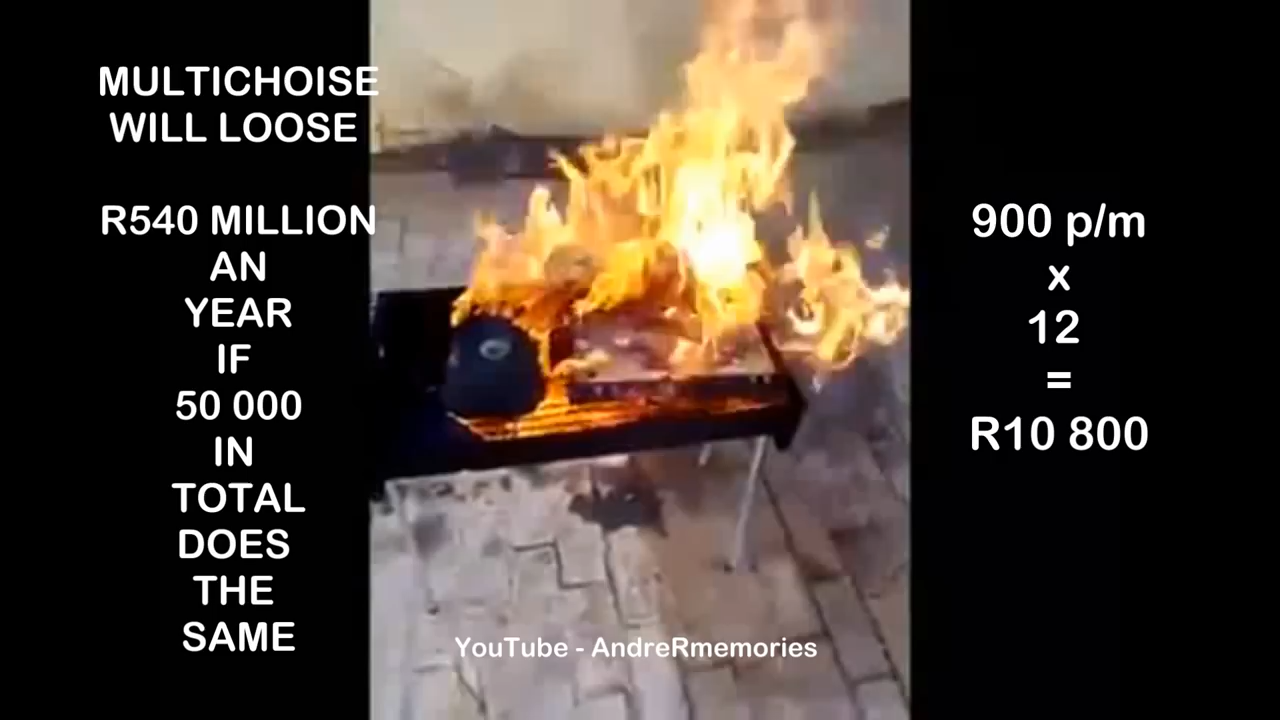 MULTICHOISE
WILL LOOSE
R540 MILLION
AN
YEAR
IF
50 000
IN
TOTAL
DOES
THE
SAME
900 p/m
x
12
=
R10 800
YouTube - AndreRmemories